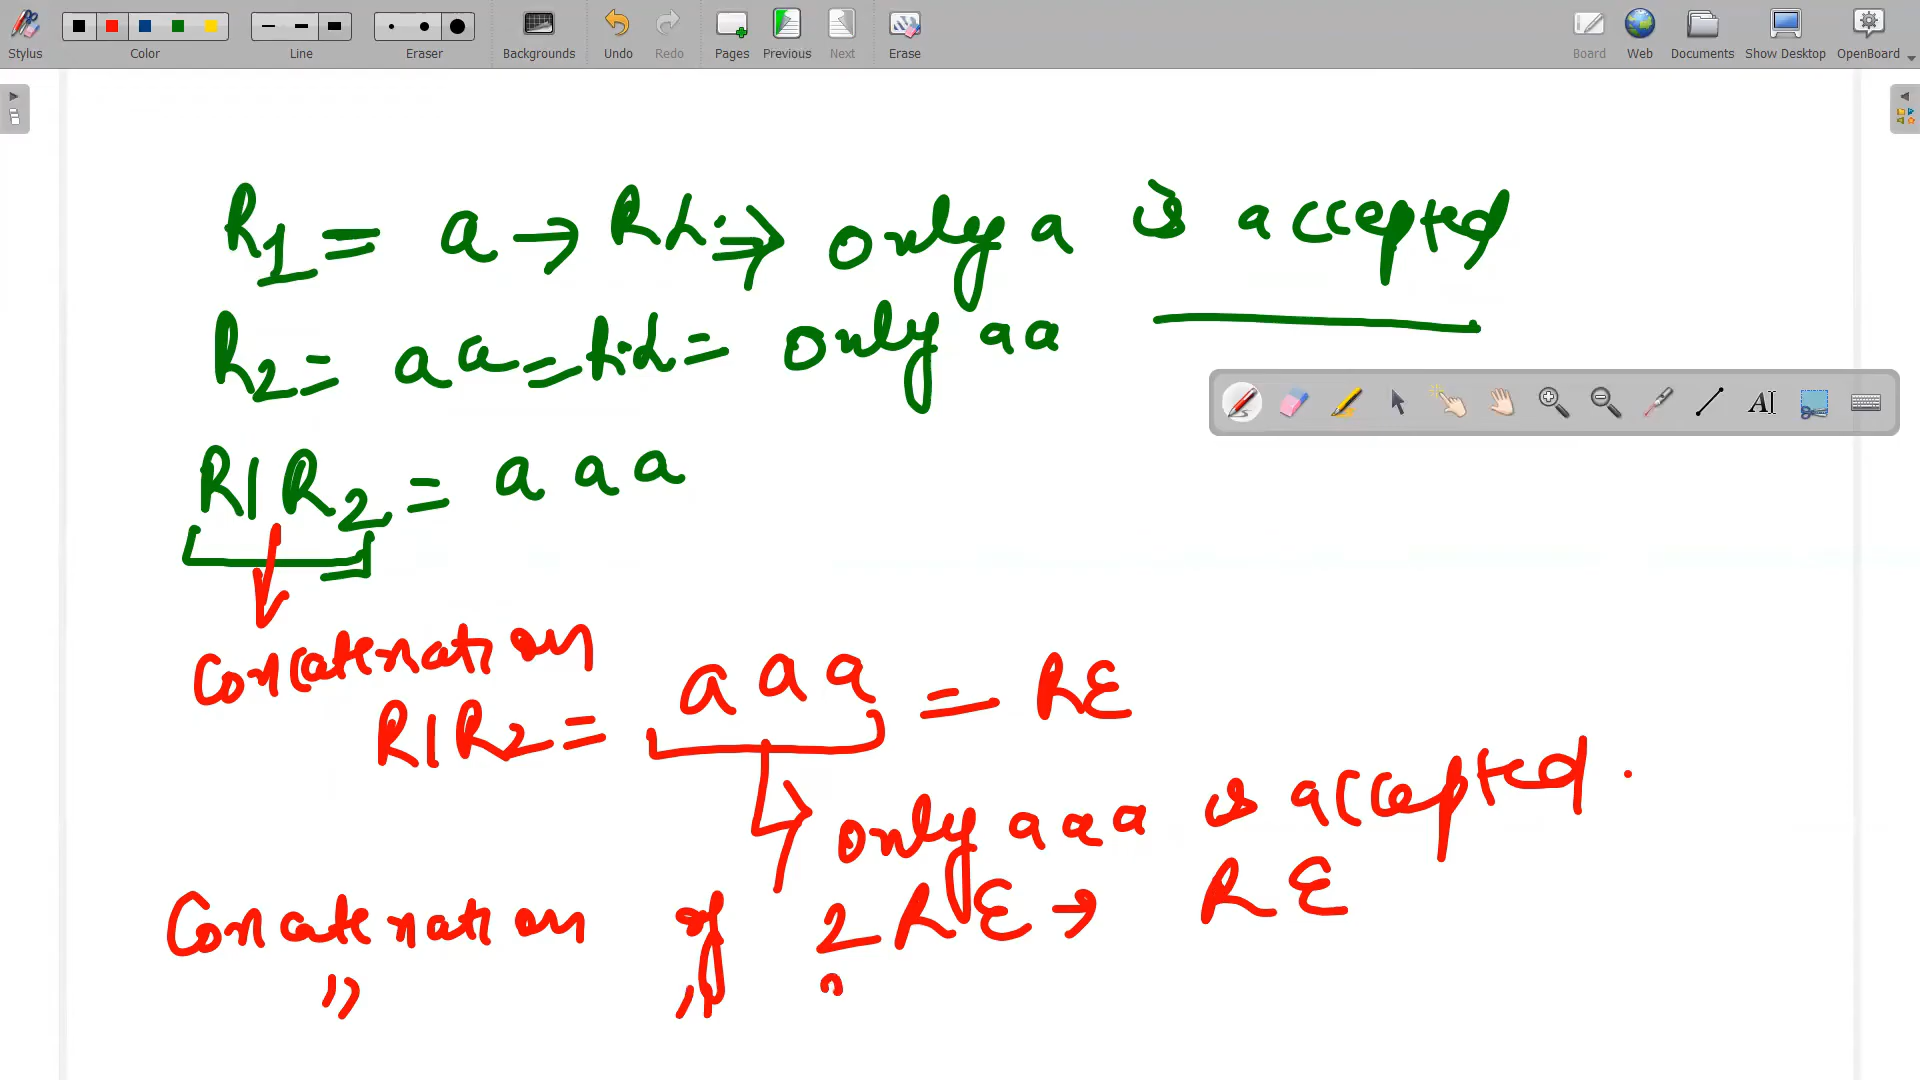 Stylus Color Line Eraser Backgrounds Undo Redo Pages Previous Next Erase Board Web Documents Show Desktop OpenBoard
R1 = a → RL ⇒ only a is accepted
R2 = aa = R.L = only aa
R1R2 = a a a
Concatenation
R1R2 = a a a = RE
only a a a is accepted .
Concatenation of 2 RE → RE
" "